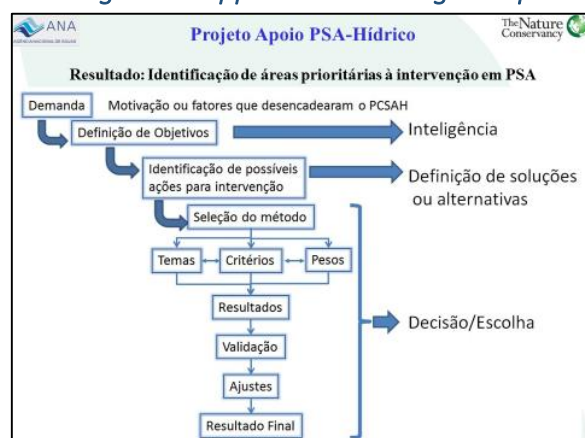 ANA
Projeto Apoio PSA-Hídrico
The Nature
Conservancy
Resultado: Identificação de áreas prioritárias à intervenção em PSA
Demanda
Motivação ou fatores que desencadearam o PCSAH
Definição de Objetivos
Inteligência
Identificação de possíveis
ações para intervenção
Definição de soluções
ou alternativas
Seleção do método
Temas
Critérios
Pesos
Resultados
Decisão/Escolha
Validação
Ajustes
Resultado Final